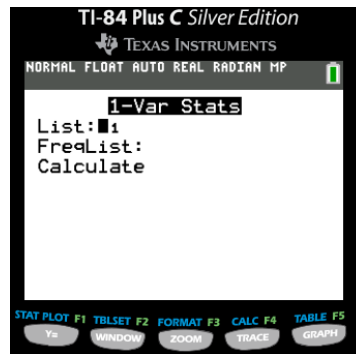 TI-84 Plus C Silver Edition
TEXAS INSTRUMENTS
NORMAL FLOAT AUTO REAL RADIAN MP
1-Var Stats
List:1
FreqList:
Calculate
STAT PLOT F1 TBLSET F2 FORMAT F3 CALC F4 TABLE F5
Y= WINDOW ZOOM TRACE GRAPH